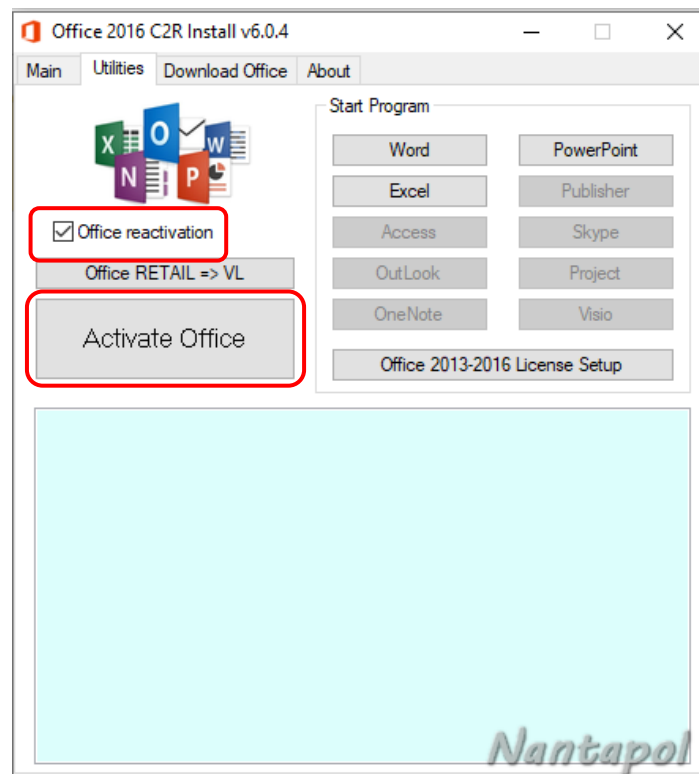 Office 2016 C2R Install v6.0.4
Main Utilities Download Office About
Start Program
Word PowerPoint
Excel Publisher
Office reactivation
Access Skype
Office RETAIL => VL
OutLook Project
Activate Office
OneNote Visio
Office 2013-2016 License Setup
X O W
N P
Nantapol